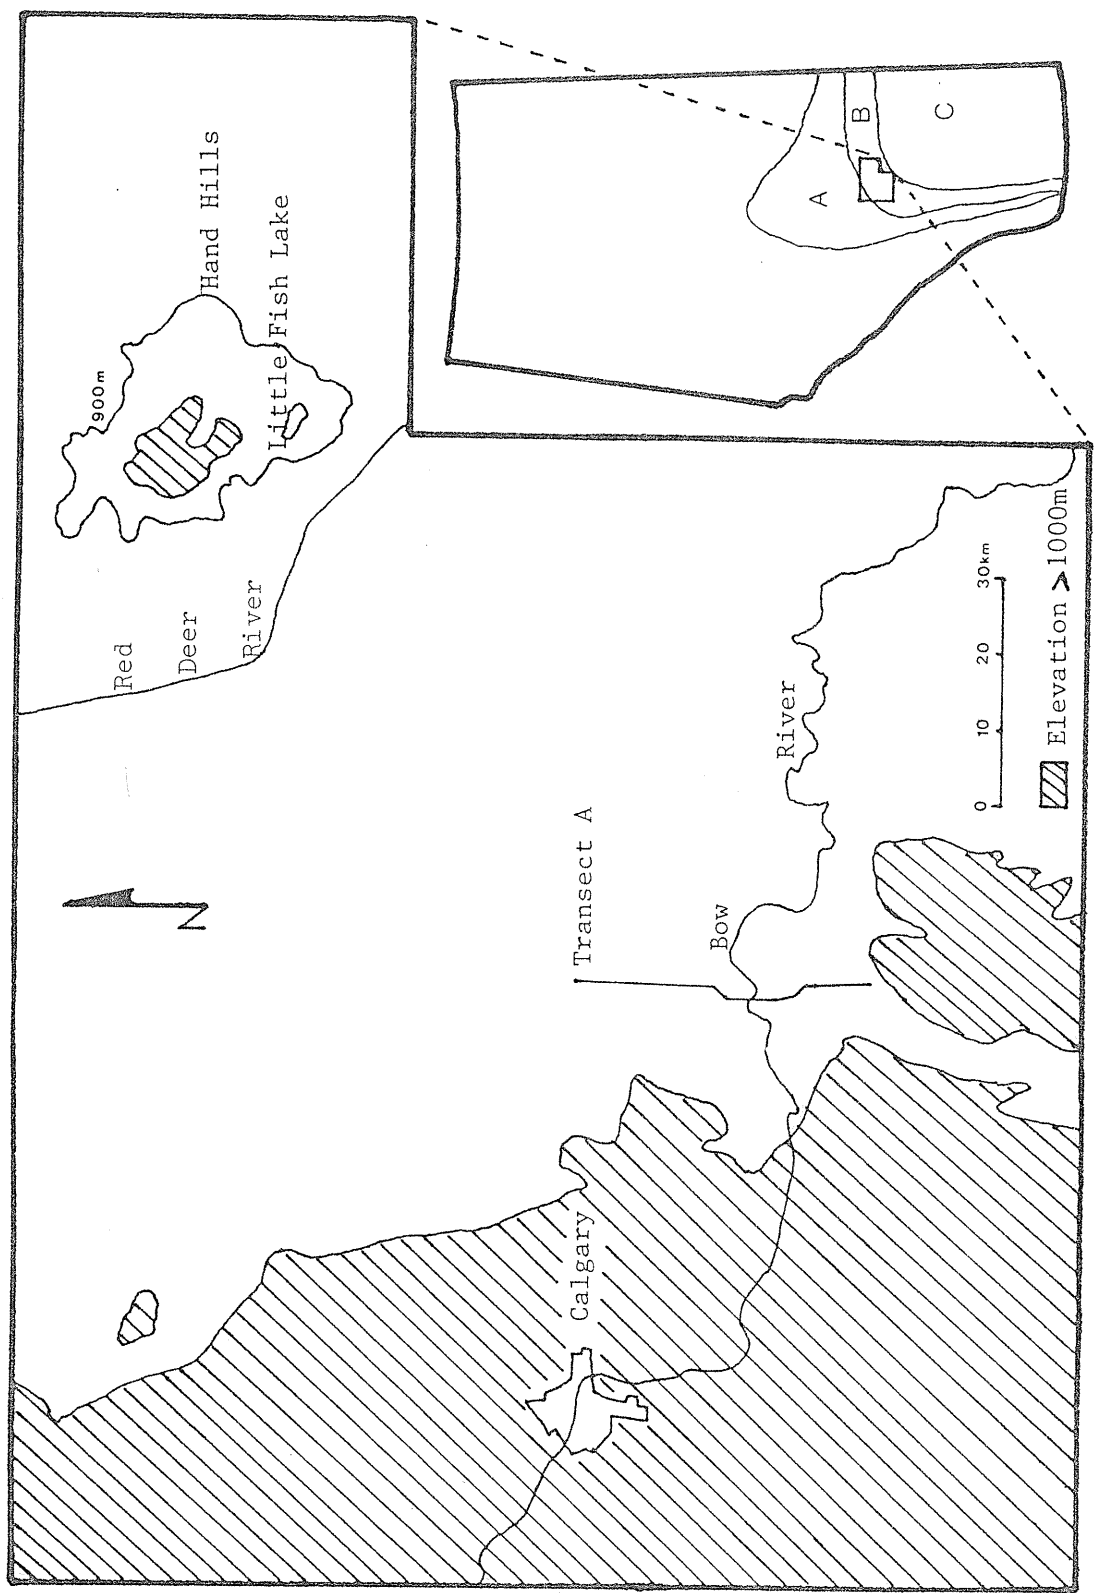 Hand Hills
900m
Little Fish Lake
Red
Deer
River
A
B
C
N
Transect A
Bow
River
Calgary
0 10 20 30km
Elevation >1000m